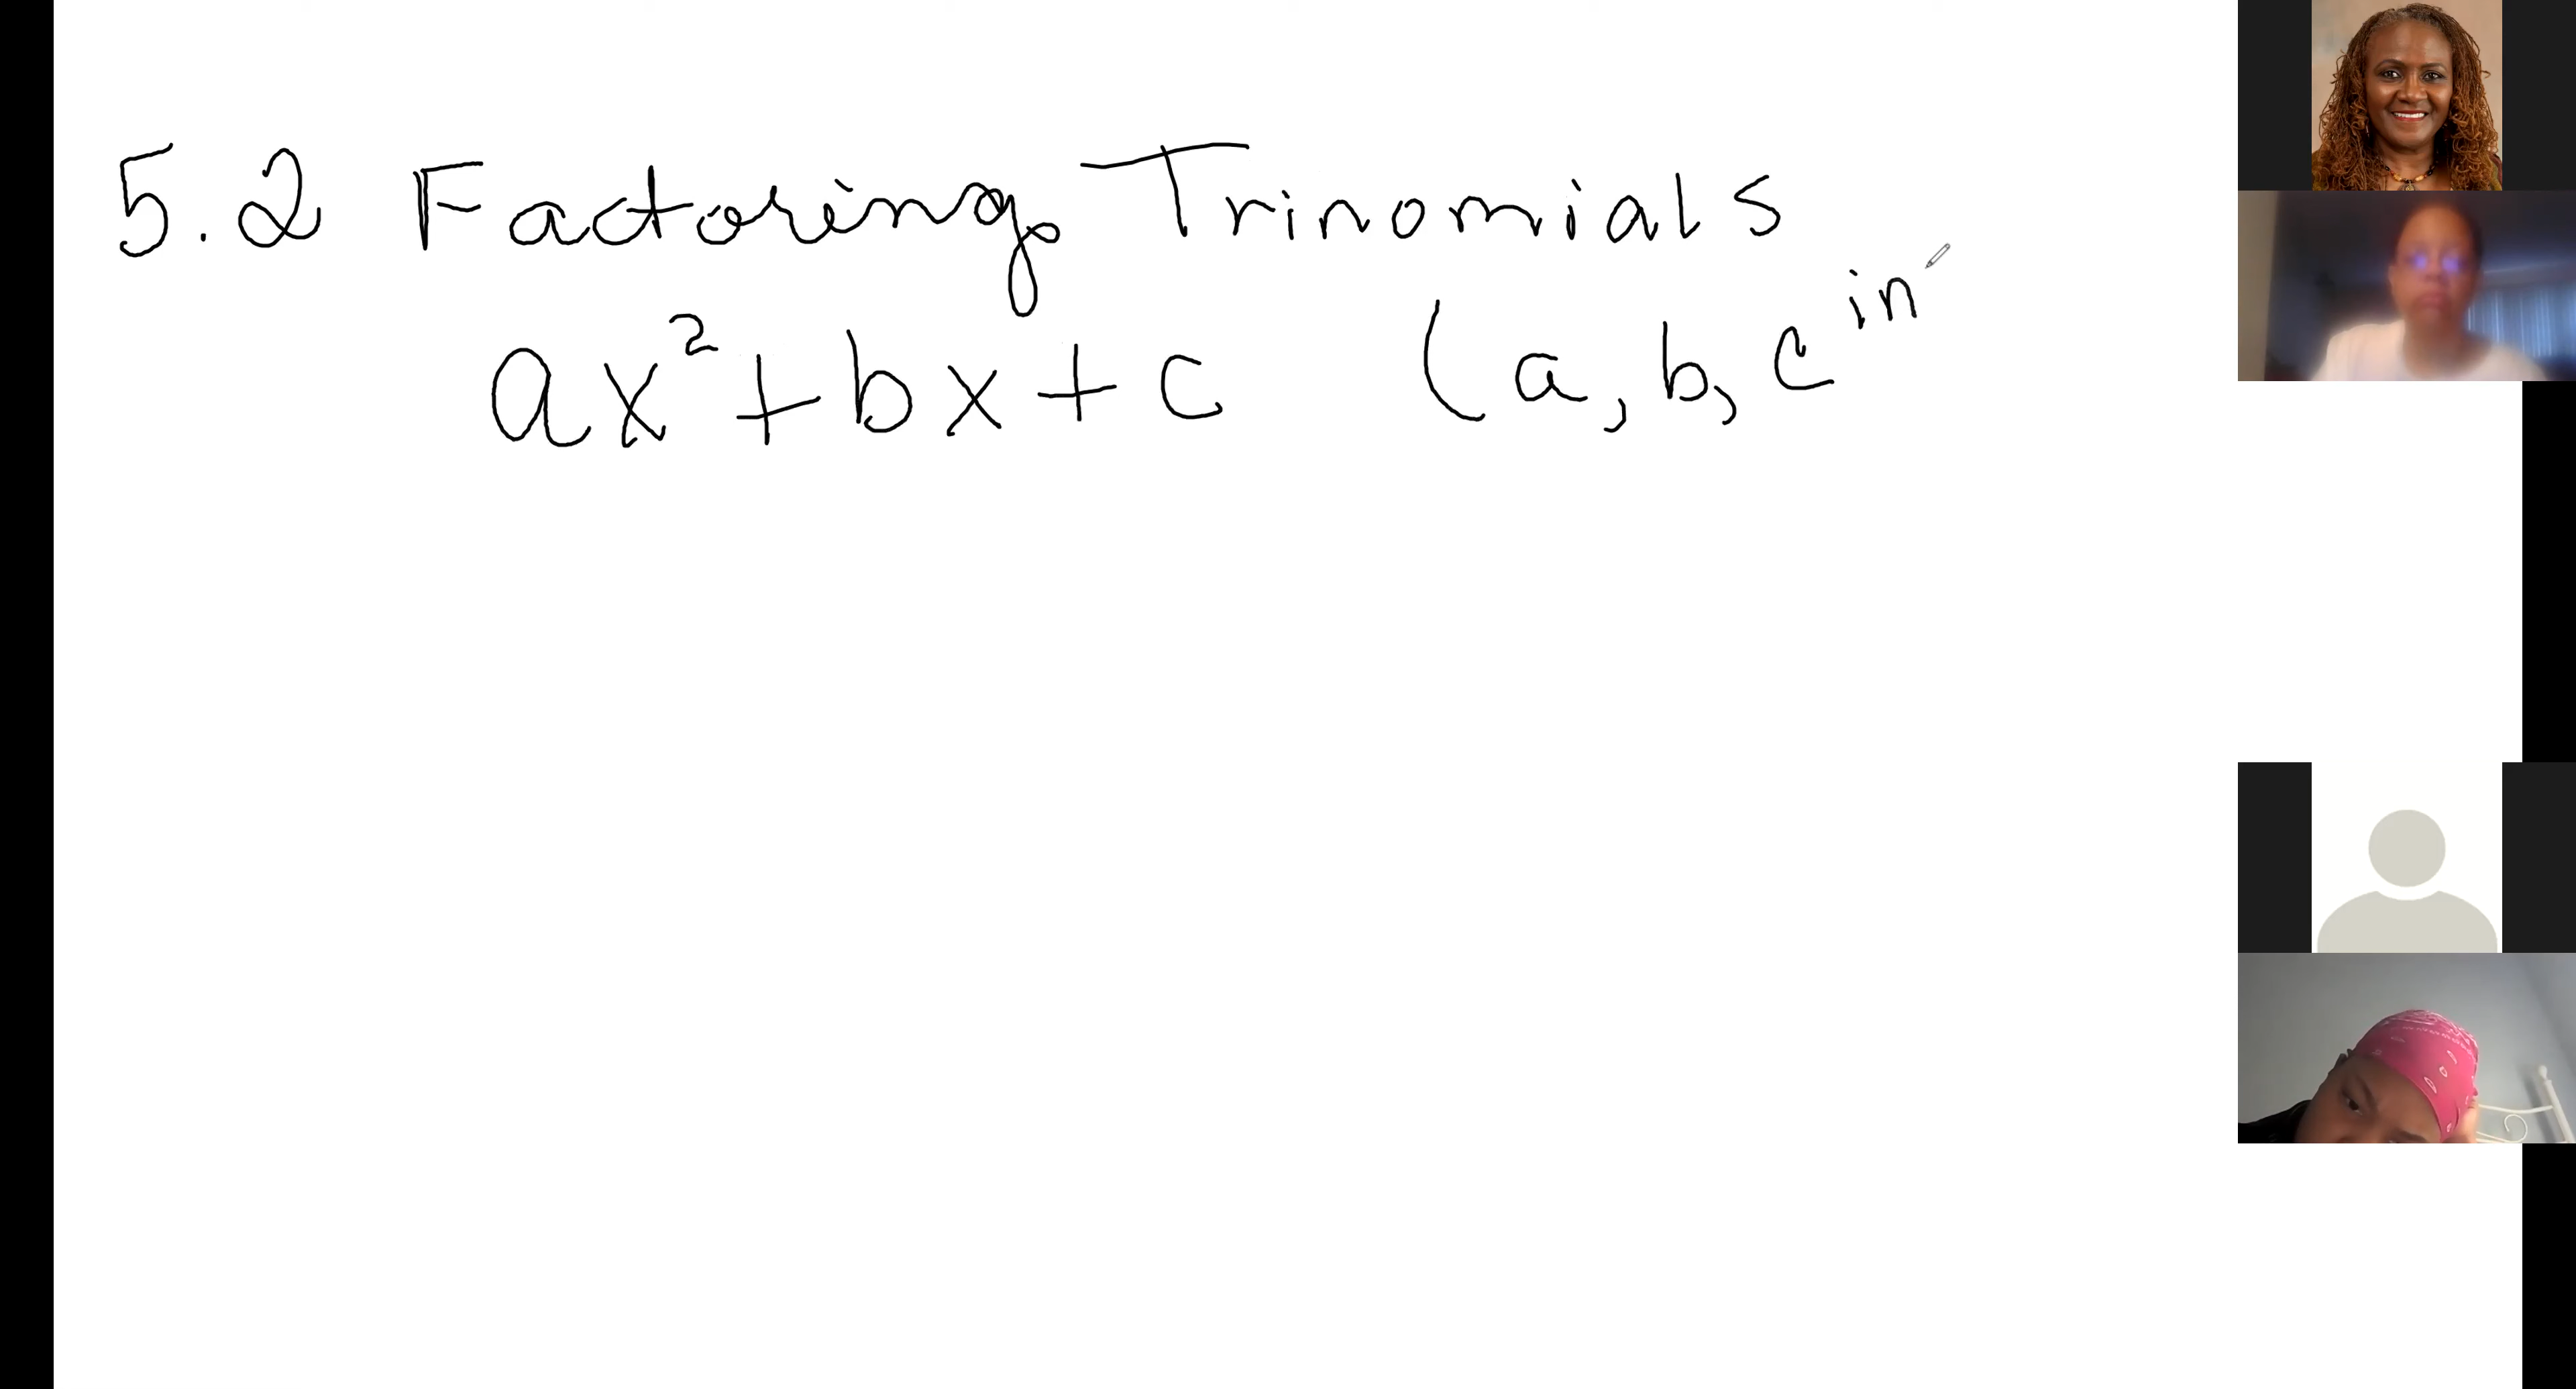 5.2 Factoring Trinomials
ax² + bx + c (a, b, c in